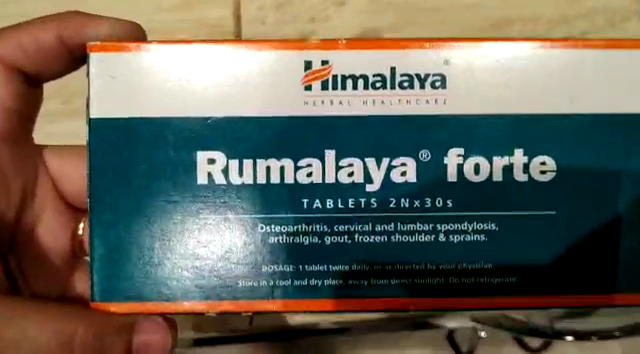 Himalaya®
HERBAL HEALTHCARE
Rumalaya® forte
TABLETS 2Nx30s
Osteoarthritis, cervical and lumbar spondylosis,
arthralgia, gout, frozen shoulder & sprains.
DOSAGE: 1 tablet twice daily, or as directed by your physician
Store in a cool and dry place, away from direct sunlight. Do not refrigerate.